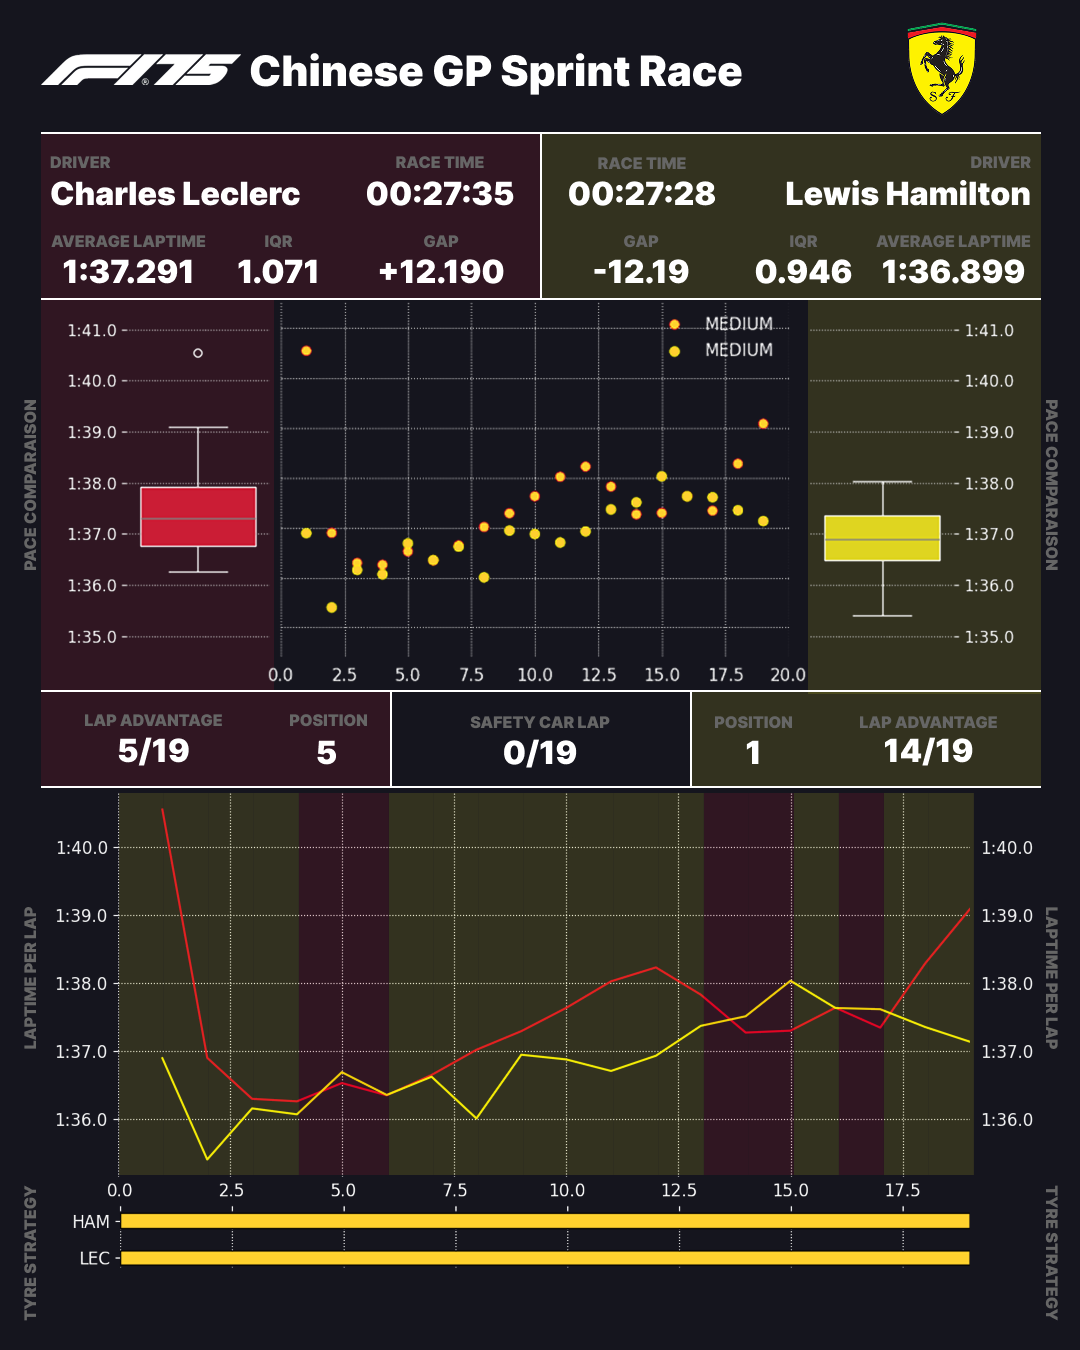 F1.75 Chinese GP Sprint Race
S F
DRIVER
Charles Leclerc
RACE TIME
00:27:35
RACE TIME
00:27:28
DRIVER
Lewis Hamilton
AVERAGE LAPTIME
1:37.291
IQR
1.071
GAP
+12.190
GAP
-12.19
IQR
0.946
AVERAGE LAPTIME
1:36.899
PACE COMPARAISON
1:41.0
1:40.0
1:39.0
1:38.0
1:37.0
1:36.0
1:35.0
MEDIUM
MEDIUM
0.0 2.5 5.0 7.5 10.0 12.5 15.0 17.5 20.0
1:41.0
1:40.0
1:39.0
1:38.0
1:37.0
1:36.0
1:35.0
PACE COMPARAISON
LAP ADVANTAGE
5/19
POSITION
5
SAFETY CAR LAP
0/19
POSITION
1
LAP ADVANTAGE
14/19
LAPTIME PER LAP
1:40.0
1:39.0
1:38.0
1:37.0
1:36.0
1:40.0
1:39.0
1:38.0
1:37.0
1:36.0
LAPTIME PER LAP
0.0 2.5 5.0 7.5 10.0 12.5 15.0 17.5
TYRE STRATEGY
HAM
LEC
TYRE STRATEGY